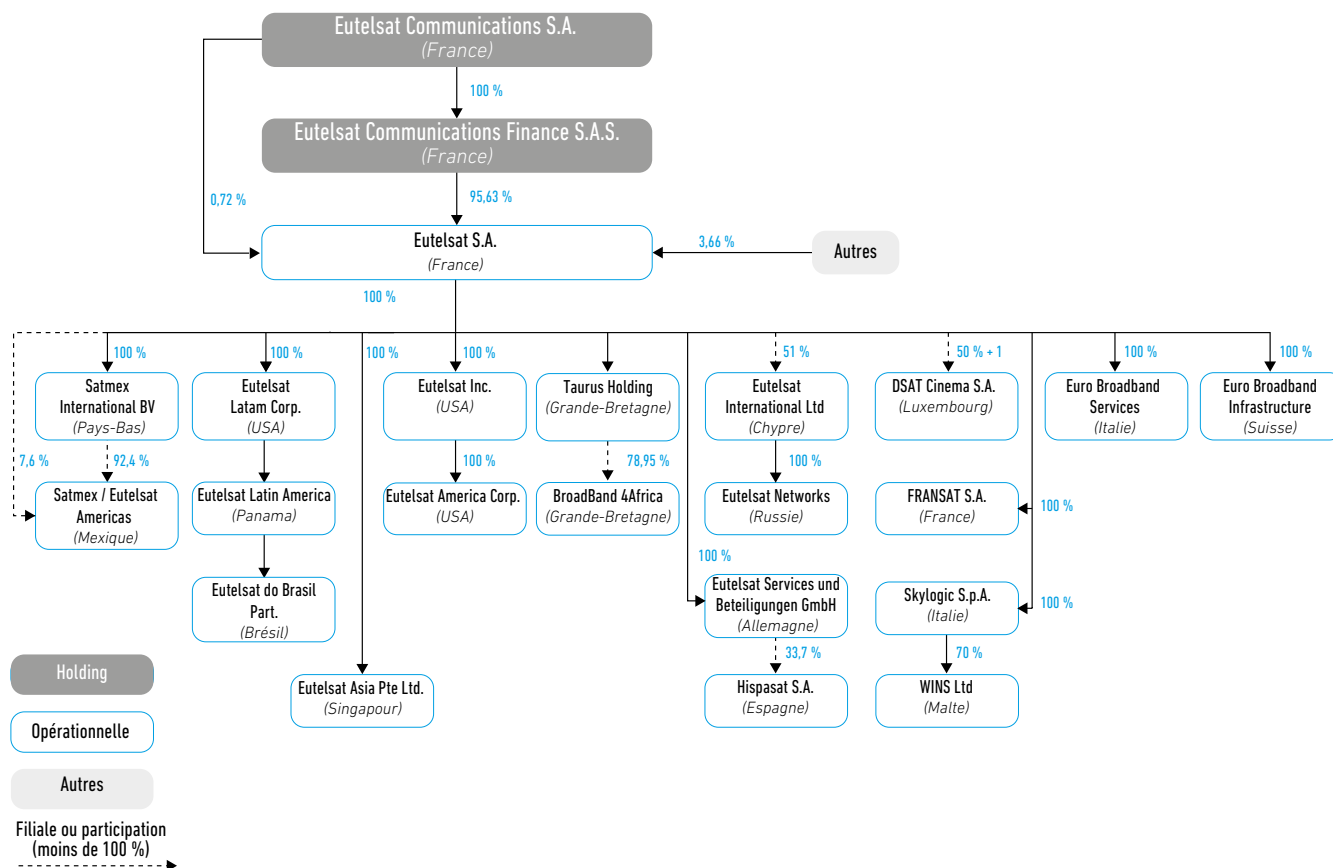 Eutelsat Communications S.A.
(France)
100 %
Eutelsat Communications Finance S.A.S.
(France)
0,72 %
95,63 %
Eutelsat S.A.
(France)
3,66 %
Autres
100 %
100 %
100 %
100 %
100 %
51 %
50 % + 1
100 %
100 %
Satmex
International BV
(Pays-Bas)
Eutelsat
Latam Corp.
(USA)
Eutelsat Inc.
(USA)
Taurus Holding
(Grande-Bretagne)
Eutelsat
International Ltd
(Chypre)
DSAT Cinema S.A.
(Luxembourg)
Euro Broadband
Services
(Italie)
Euro Broadband
Infrastructure
(Suisse)
7,6 %
92,4 %
100 %
78,95 %
100 %
Satmex / Eutelsat
Americas
(Mexique)
Eutelsat Latin America
(Panama)
Eutelsat America Corp.
(USA)
BroadBand 4Africa
(Grande-Bretagne)
Eutelsat Networks
(Russie)
FRANSAT S.A.
(France)
100 %
100 %
Eutelsat do Brasil
Part.
(Brésil)
Eutelsat Services und
Beteiligungen GmbH
(Allemagne)
Skylogic S.p.A.
(Italie)
100 %
33,7 %
70 %
Eutelsat Asia Pte Ltd.
(Singapour)
Hispasat S.A.
(Espagne)
WINS Ltd
(Malte)
Holding
Opérationnelle
Autres
Filiale ou participation
(moins de 100 %)